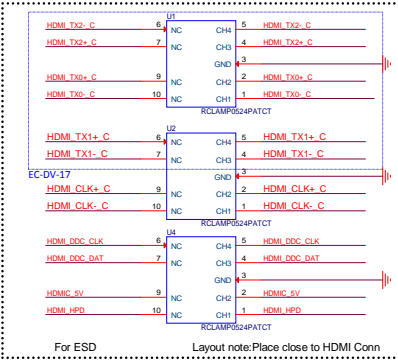 U1
HDMI_TX2-_C 6 NC CH4 5 HDMI_TX2-_C
HDMI_TX2+_C 7 NC CH3 4 HDMI_TX2+_C
GND 3
HDMI_TX0+_C 9 NC CH2 2 HDMI_TX0+_C
HDMI_TX0-_C 10 NC CH1 1 HDMI_TX0-_C
RCLAMP0524PATCT
U2
HDMI_TX1+_C 6 NC CH4 5 HDMI_TX1+_C
HDMI_TX1-_C 7 NC CH3 4 HDMI_TX1-_C
EC-DV-17 GND 3
HDMI_CLK+_C 9 NC CH2 2 HDMI_CLK+_C
HDMI_CLK-_C 10 NC CH1 1 HDMI_CLK-_C
RCLAMP0524PATCT
U4
HDMI_DDC_CLK 6 NC CH4 5 HDMI_DDC_CLK
HDMI_DDC_DAT 7 NC CH3 4 HDMI_DDC_DAT
GND 3
HDMIC_5V 9 NC CH2 2 HDMIC_5V
HDMI_HPD 10 NC CH1 1 HDMI_HPD
RCLAMP0524PATCT
For ESD Layout note:Place close to HDMI Conn